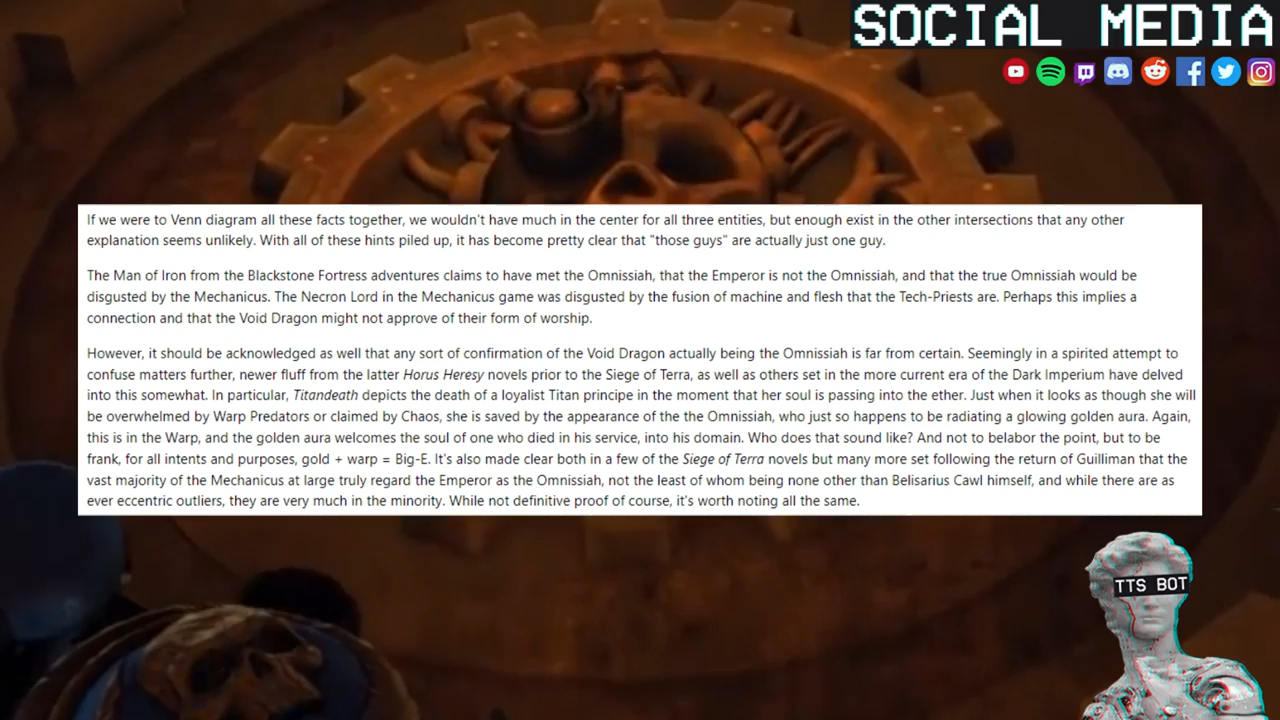 SOCIAL MEDIA
If we were to Venn diagram all these facts together, we wouldn't have much in the center for all three entities, but enough exist in the other intersections that any other
explanation seems unlikely. With all of these hints piled up, it has become pretty clear that "those guys" are actually just one guy.
The Man of Iron from the Blackstone Fortress adventures claims to have met the Omnissiah, that the Emperor is not the Omnissiah, and that the true Omnissiah would be
disgusted by the Mechanicus. The Necron Lord in the Mechanicus game was disgusted by the fusion of machine and flesh that the Tech-Priests are. Perhaps this implies a
connection and that the Void Dragon might not approve of their form of worship.
However, it should be acknowledged as well that any sort of confirmation of the Void Dragon actually being the Omnissiah is far from certain. Seemingly in a spirited attempt to
confuse matters further, newer fluff from the latter Horus Heresy novels prior to the Siege of Terra, as well as others set in the more current era of the Dark Imperium have delved
into this somewhat. In particular, Titandeath depicts the death of a loyalist Titan principe in the moment that her soul is passing into the ether. Just when it looks as though she will
be overwhelmed by Warp Predators or claimed by Chaos, she is saved by the appearance of the the Omnissiah, who just so happens to be radiating a glowing golden aura. Again,
this is in the Warp, and the golden aura welcomes the soul of one who died in his service, into his domain. Who does that sound like? And not to belabor the point, but to be
frank, for all intents and purposes, gold + warp = Big-E. It's also made clear both in a few of the Siege of Terra novels but many more set following the return of Guilliman that the
vast majority of the Mechanicus at large truly regard the Emperor as the Omnissiah, not the least of whom being none other than Belisarius Cawl himself, and while there are as
ever eccentric outliers, they are very much in the minority. While not definitive proof of course, it's worth noting all the same.
TTS BOT